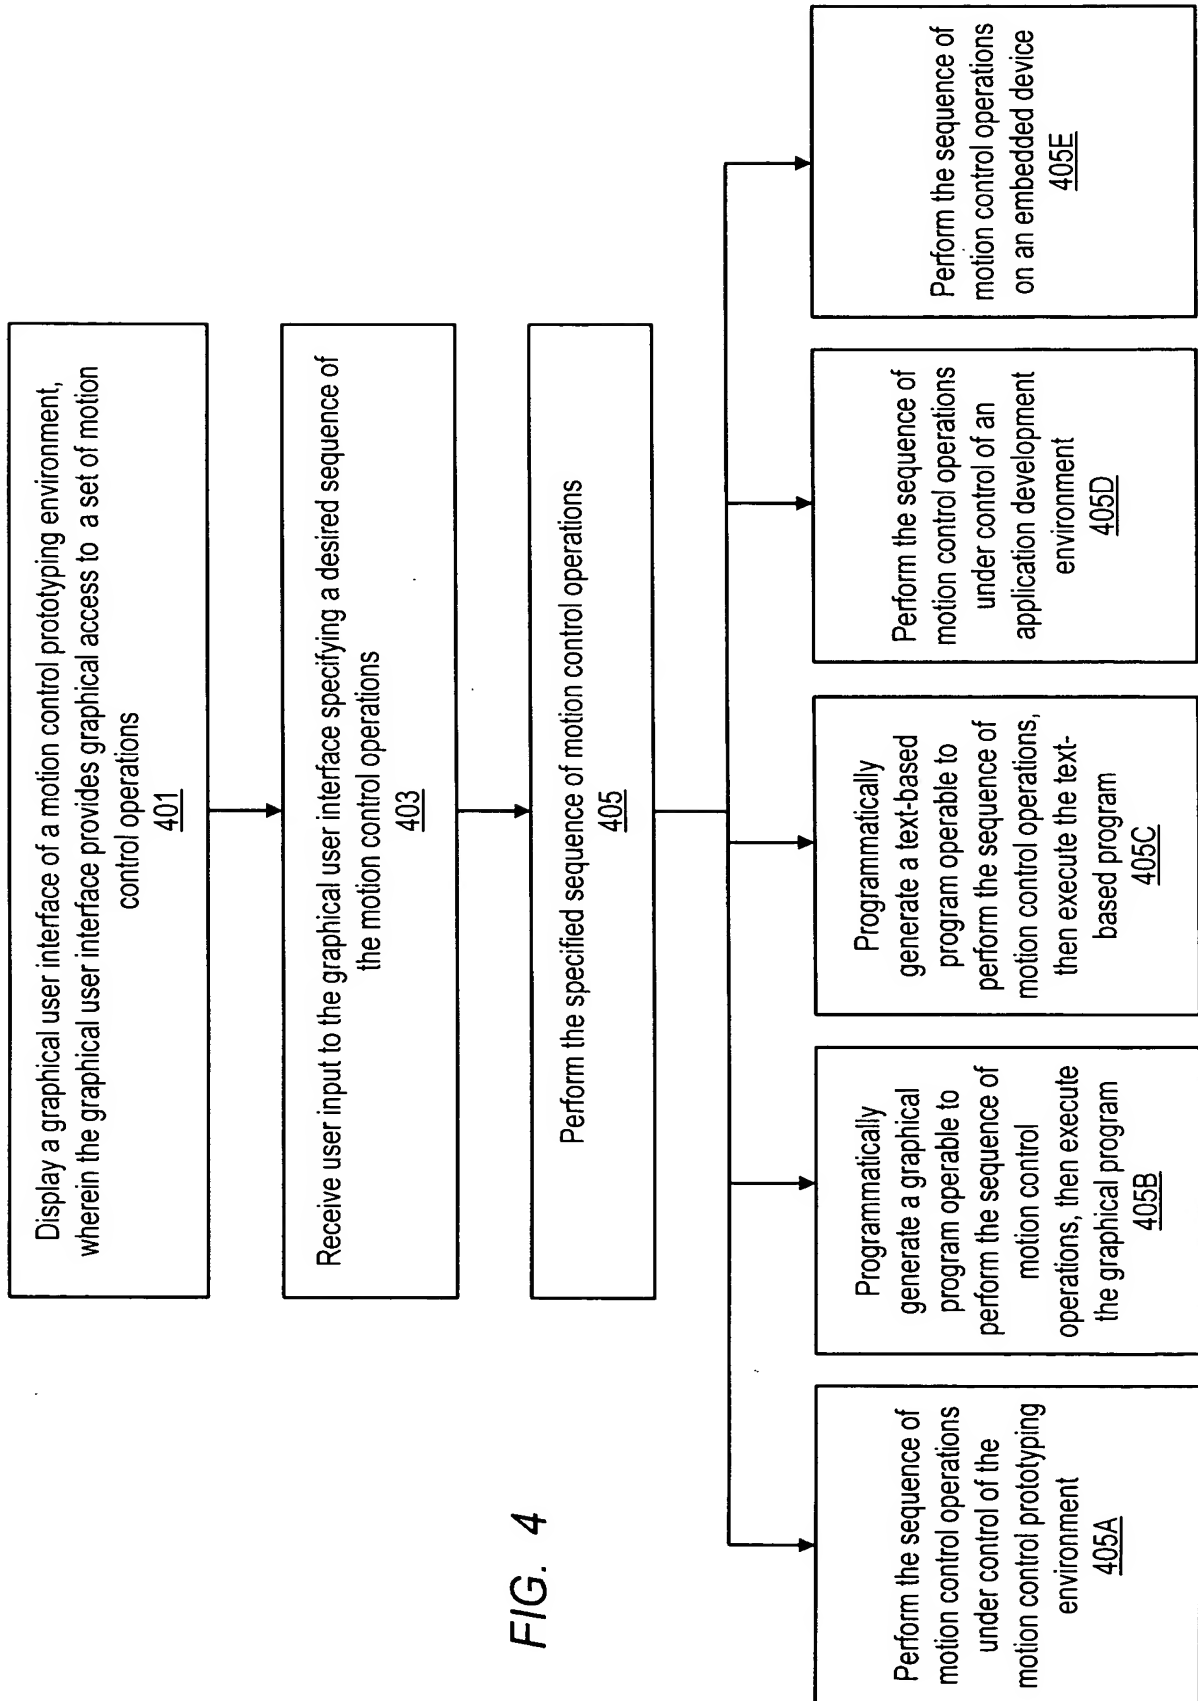 Display a graphical user interface of a motion control prototyping environment,
wherein the graphical user interface provides graphical access to a set of motion
control operations
401
Receive user input to the graphical user interface specifying a desired sequence of
the motion control operations
403
Perform the specified sequence of motion control operations
405
Perform the sequence of
motion control operations
under control of the
motion control prototyping
environment
405A
Programmatically
generate a graphical
program operable to
perform the sequence of
motion control
operations, then execute
the graphical program
405B
Programmatically
generate a text-based
program operable to
perform the sequence of
motion control operations,
then execute the text-
based program
405C
Perform the sequence of
motion control operations
under control of an
application development
environment
405D
Perform the sequence of
motion control operations
on an embedded device
405E
FIG. 4